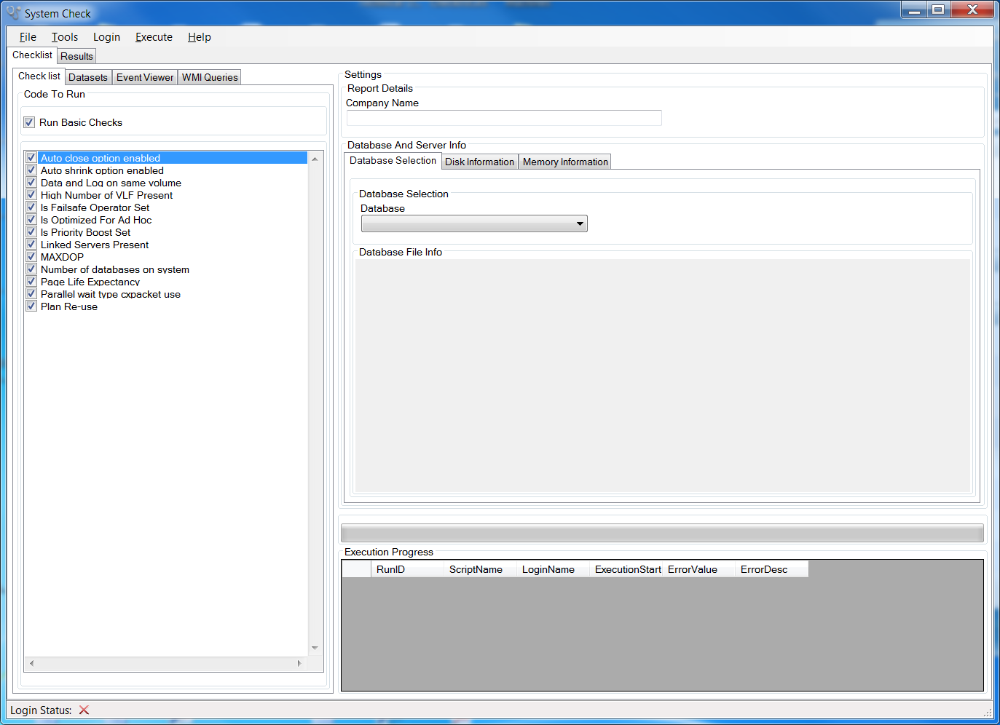 System Check
File Tools Login Execute Help
Checklist Results
Check list Datasets Event Viewer WMI Queries
Code To Run
Run Basic Checks
Auto close option enabled
Auto shrink option enabled
Data and Log on same volume
High Number of VLF Present
Is Failsafe Operator Set
Is Optimized For Ad Hoc
Is Priority Boost Set
Linked Servers Present
MAXDOP
Number of databases on system
Page Life Expectancy
Parallel wait type cxpacket use
Plan Re-use
Settings
Report Details
Company Name
Database And Server Info
Database Selection Disk Information Memory Information
Database Selection
Database
Database File Info
Execution Progress
RunID ScriptName LoginName ExecutionStart ErrorValue ErrorDesc
Login Status: